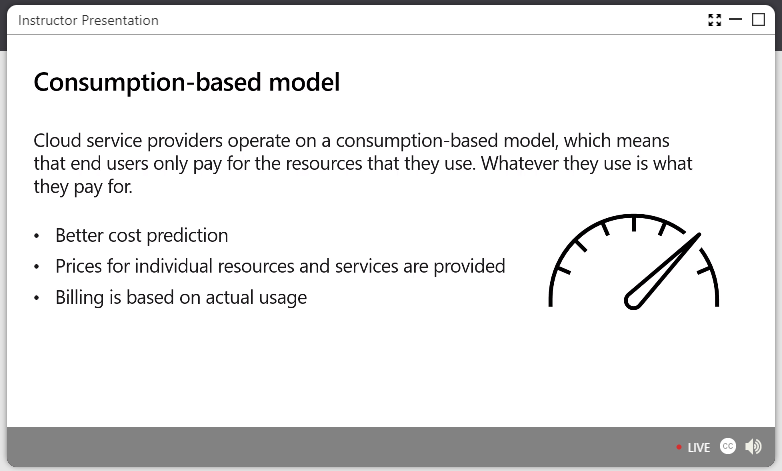 Instructor Presentation
Consumption-based model
Cloud service providers operate on a consumption-based model, which means
that end users only pay for the resources that they use. Whatever they use is what
they pay for.
• Better cost prediction
• Prices for individual resources and services are provided
• Billing is based on actual usage
LIVE CC